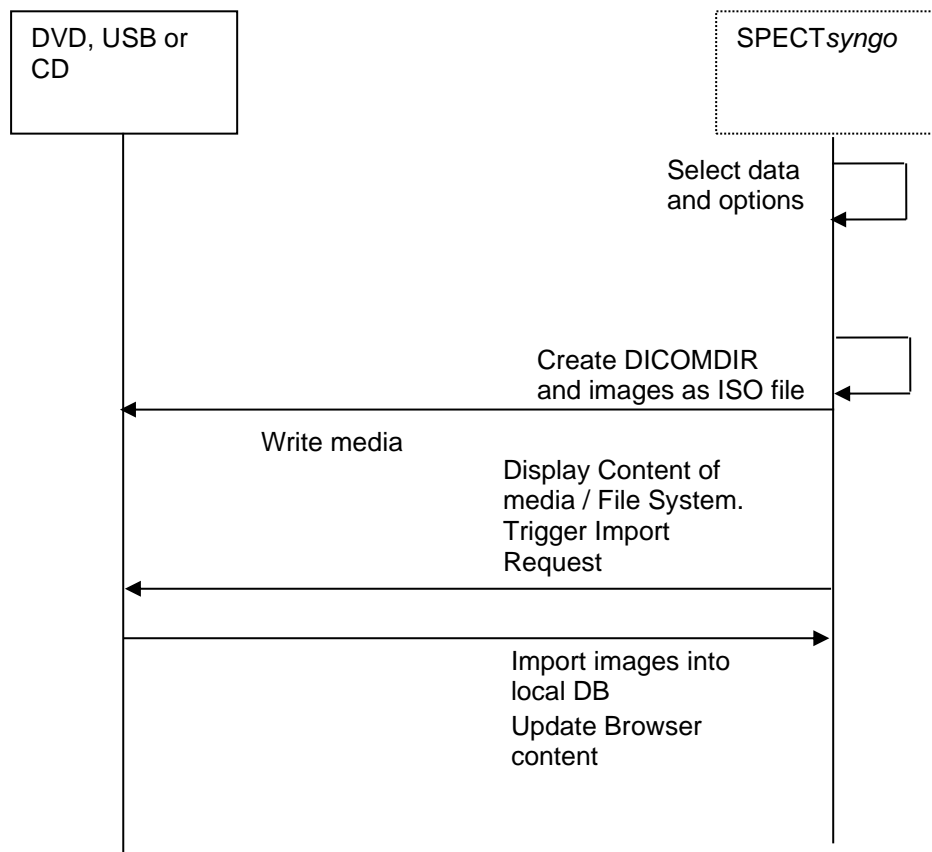 DVD, USB or
CD
SPECTsyngo
Select data
and options
Create DICOMDIR
and images as ISO file
Write media
Display Content of
media / File System.
Trigger Import
Request
Import images into
local DB
Update Browser
content